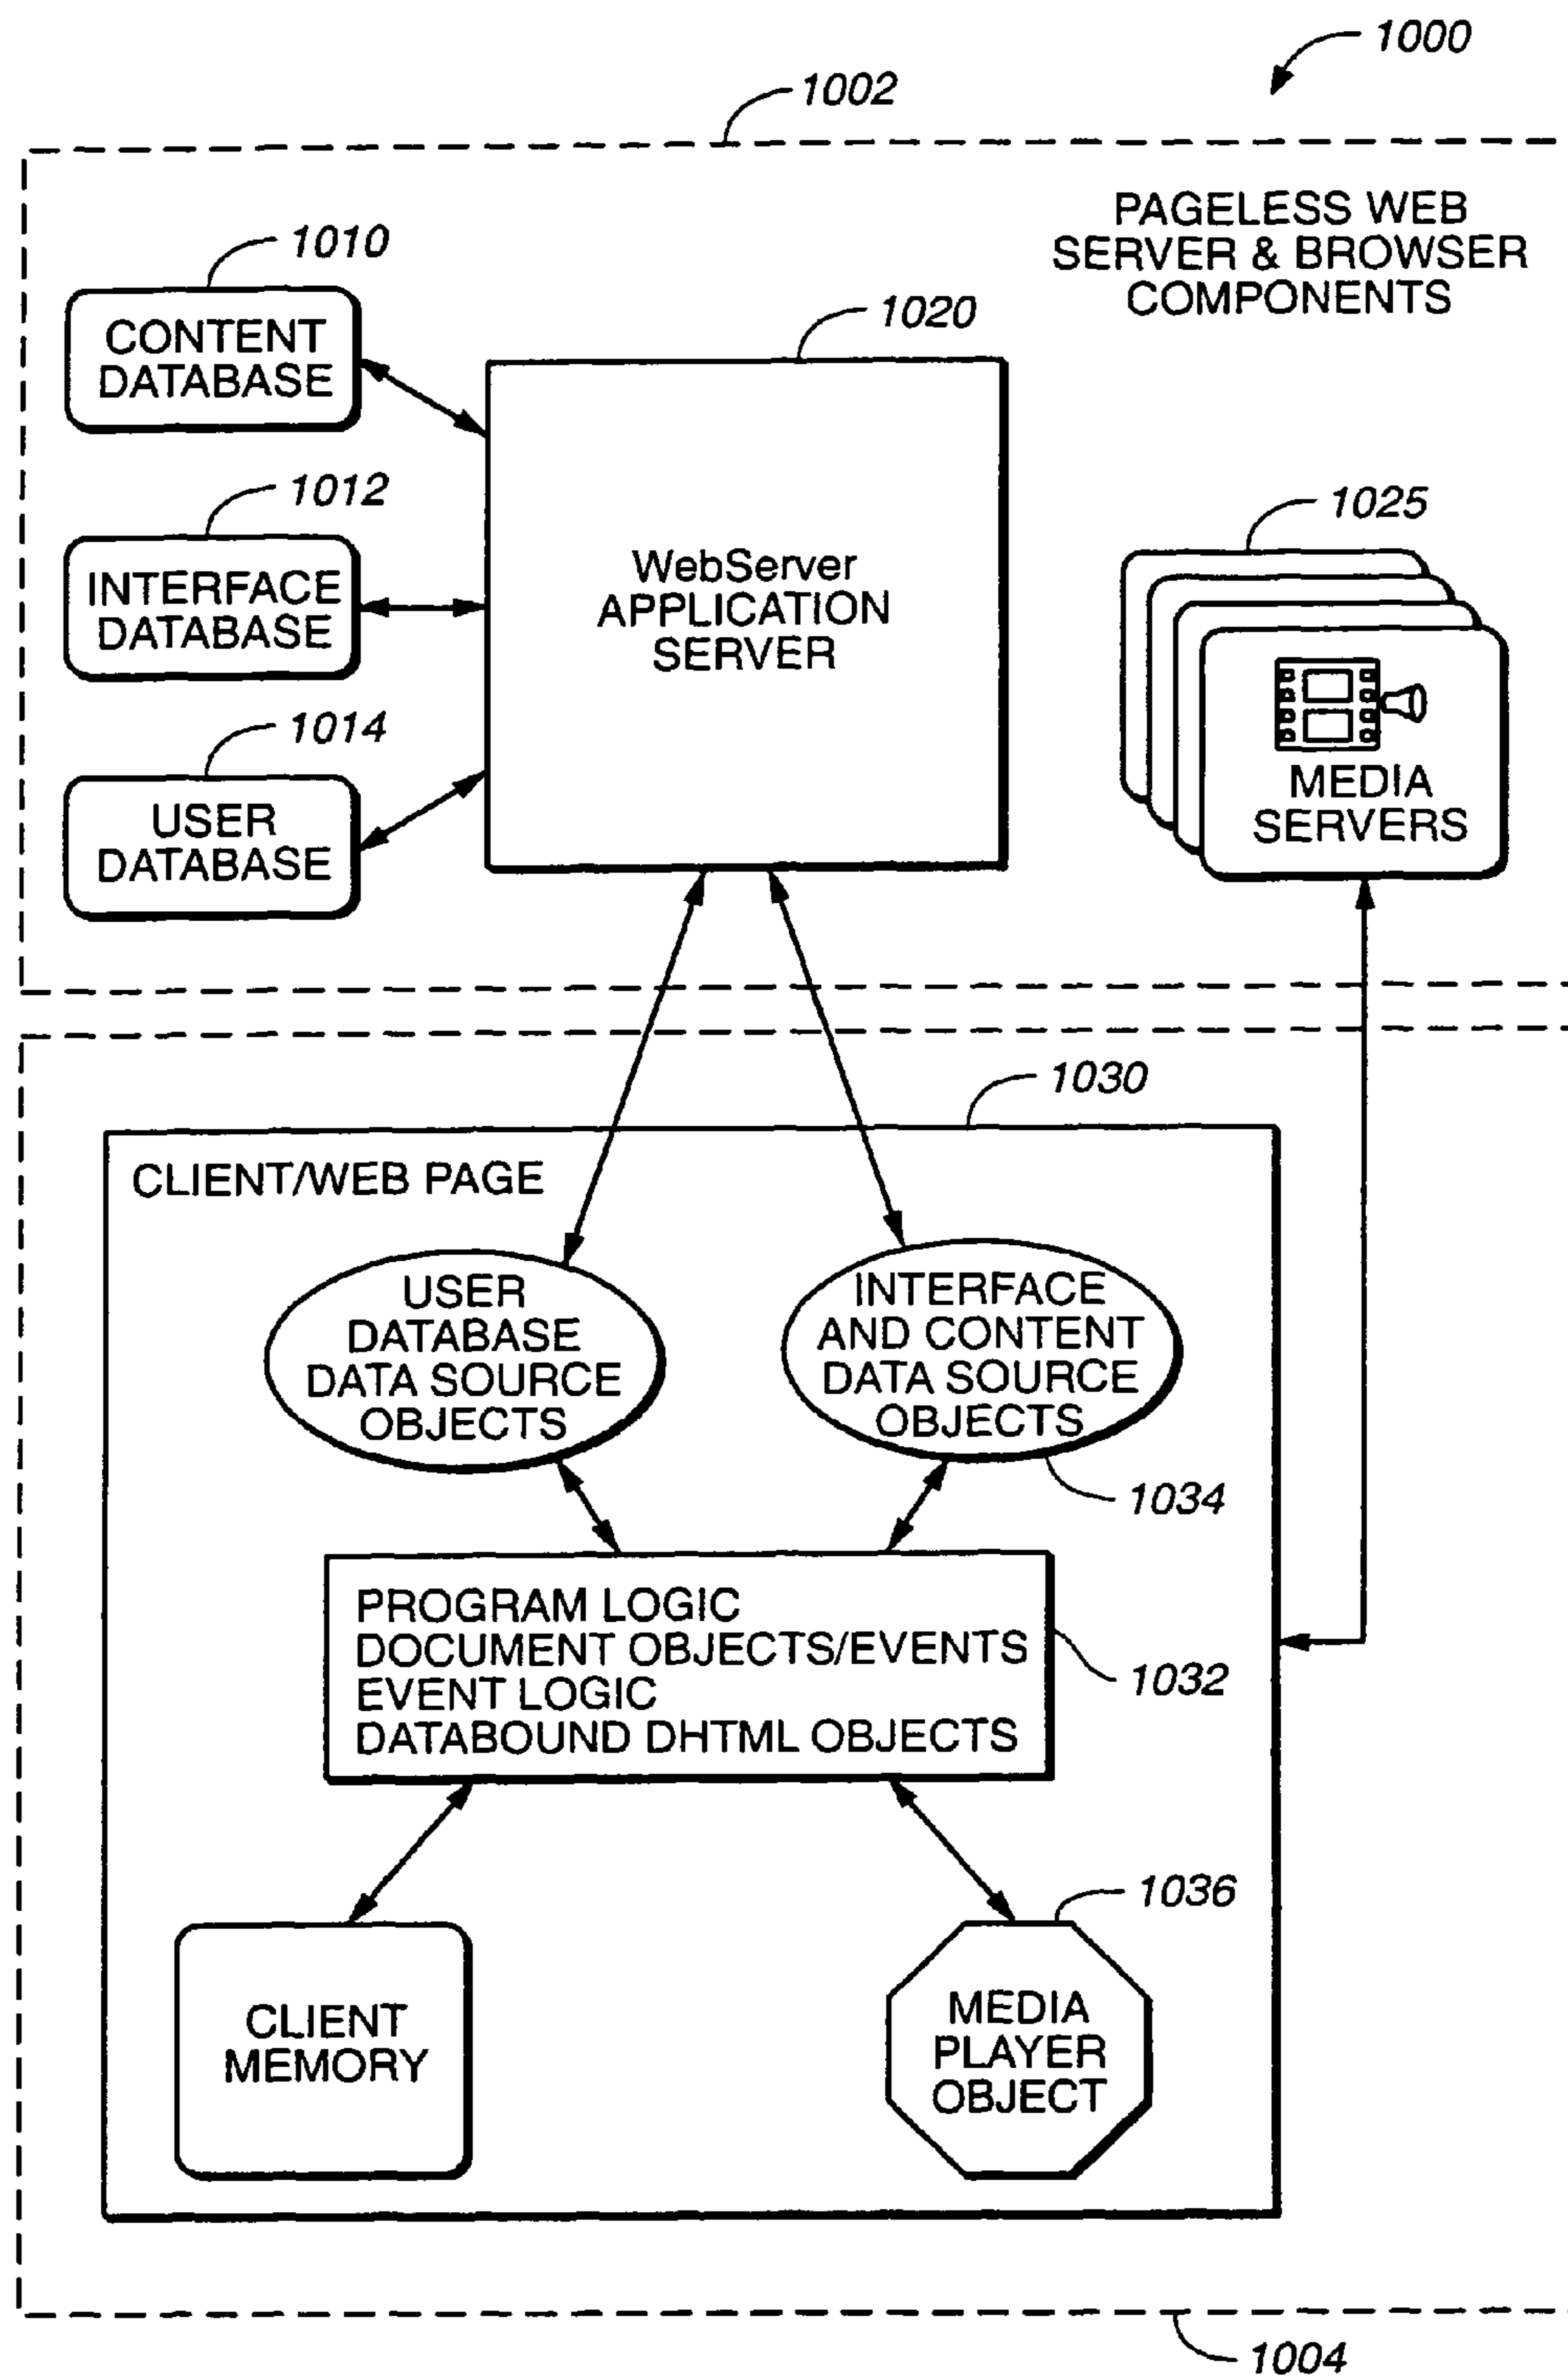 1000
1002
PAGELESS WEB
SERVER & BROWSER
COMPONENTS
1010
CONTENT
DATABASE
1020
1012
INTERFACE
DATABASE
WebServer
APPLICATION
SERVER
1025
MEDIA
SERVERS
1014
USER
DATABASE
1030
CLIENT/WEB PAGE
USER
DATABASE
DATA SOURCE
OBJECTS
INTERFACE
AND CONTENT
DATA SOURCE
OBJECTS
1034
PROGRAM LOGIC
DOCUMENT OBJECTS/EVENTS
EVENT LOGIC
DATABOUND DHTML OBJECTS
1032
1036
CLIENT
MEMORY
MEDIA
PLAYER
OBJECT
1004